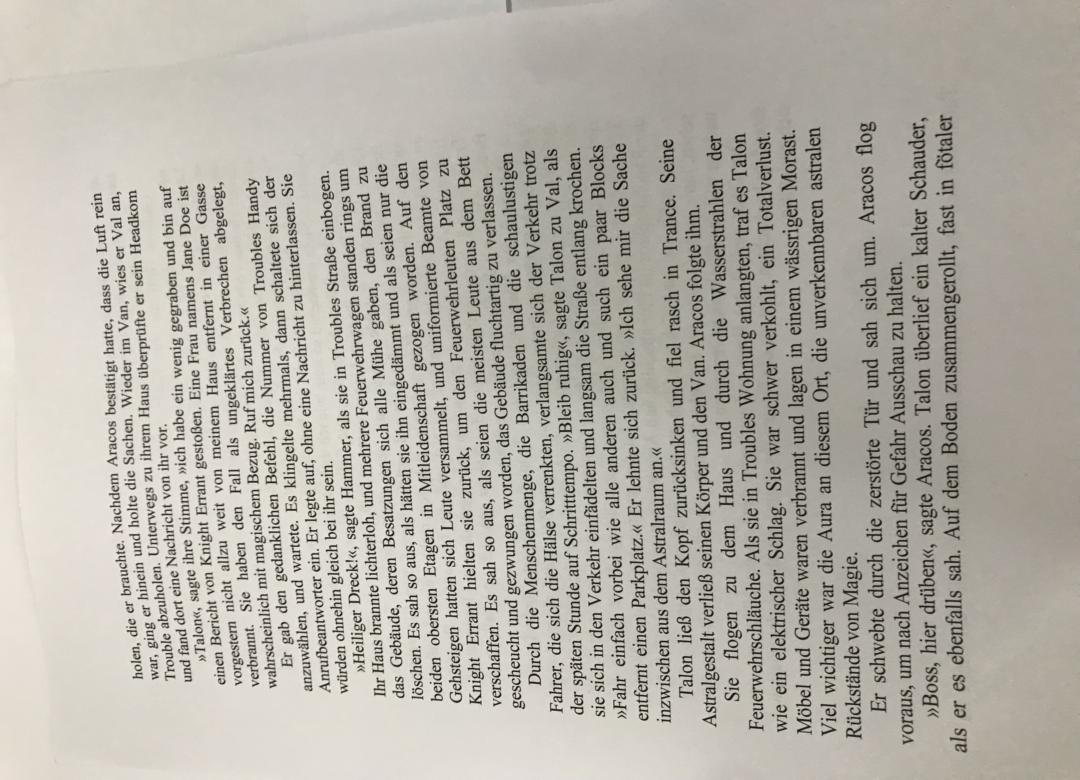 holen, die er brauchte. Nachdem Aracos bestätigt hatte, dass die Luft rein
war, ging er hinein und holte die Sachen. Wieder im Van, wies er Val an,
Trouble abzuholen. Unterwegs zu ihrem Haus überprüfte er sein Headkom
und fand dort eine Nachricht von ihr vor.
»Talon«, sagte ihre Stimme, »ich habe ein wenig gegraben und bin auf
einen Bericht von Knight Errant gestoßen. Eine Frau namens Jane Doe ist
vorgestern nicht allzu weit von meinem Haus entfernt in einer Gasse
verbrannt. Sie haben den Fall als ungeklärtes Verbrechen abgelegt,
wahrscheinlich mit magischem Bezug. Ruf mich zurück.«
Er gab den gedanklichen Befehl, die Nummer von Troubles Handy
anzuwählen, und wartete. Es klingelte mehrmals, dann schaltete sich der
Anrufbeantworter ein. Er legte auf, ohne eine Nachricht zu hinterlassen. Sie
würden ohnehin gleich bei ihr sein.
»Heiliger Dreck!«, sagte Hammer, als sie in Troubles Straße einbogen.
Ihr Haus brannte lichterloh, und mehrere Feuerwehrwagen standen rings um
das Gebäude, deren Besatzungen sich alle Mühe gaben, den Brand zu
löschen. Es sah so aus, als hätten sie ihn eingedämmt und als seien nur die
beiden obersten Etagen in Mitleidenschaft gezogen worden. Auf den
Gehsteigen hatten sich Leute versammelt, und uniformierte Beamte von
Knight Errant hielten sie zurück, um den Feuerwehrleuten Platz zu
verschaffen. Es sah so aus, als seien die meisten Leute aus dem Bett
gescheucht und gezwungen worden, das Gebäude fluchtartig zu verlassen.
Durch die Menschenmenge, die Barrikaden und die schaulustigen
Fahrer, die sich die Hälse verrenkten, verlangsamte sich der Verkehr trotz
der späten Stunde auf Schritttempo. »Bleib ruhig«, sagte Talon zu Val, als
sie sich in den Verkehr einfädelten und langsam die Straße entlang krochen.
»Fahr einfach vorbei wie alle anderen auch und such ein paar Blocks
entfernt einen Parkplatz.« Er lehnte sich zurück. »Ich sehe mir die Sache
inzwischen aus dem Astralraum an.«
Talon ließ den Kopf zurücksinken und fiel rasch in Trance. Seine
Astralgestalt verließ seinen Körper und den Van. Aracos folgte ihm.
Sie flogen zu dem Haus und durch die Wasserstrahlen der
Feuerwehrschläuche. Als sie in Troubles Wohnung anlangten, traf es Talon
wie ein elektrischer Schlag. Sie war schwer verkohlt, ein Totalverlust.
Möbel und Geräte waren verbrannt und lagen in einem wässrigen Morast.
Viel wichtiger war die Aura an diesem Ort, die unverkennbaren astralen
Rückstände von Magie.
Er schwebte durch die zerstörte Tür und sah sich um. Aracos flog
voraus, um nach Anzeichen für Gefahr Ausschau zu halten.
»Boss, hier drüben«, sagte Aracos. Talon überlief ein kalter Schauder,
als er es ebenfalls sah. Auf dem Boden zusammengerollt, fast in fötaler